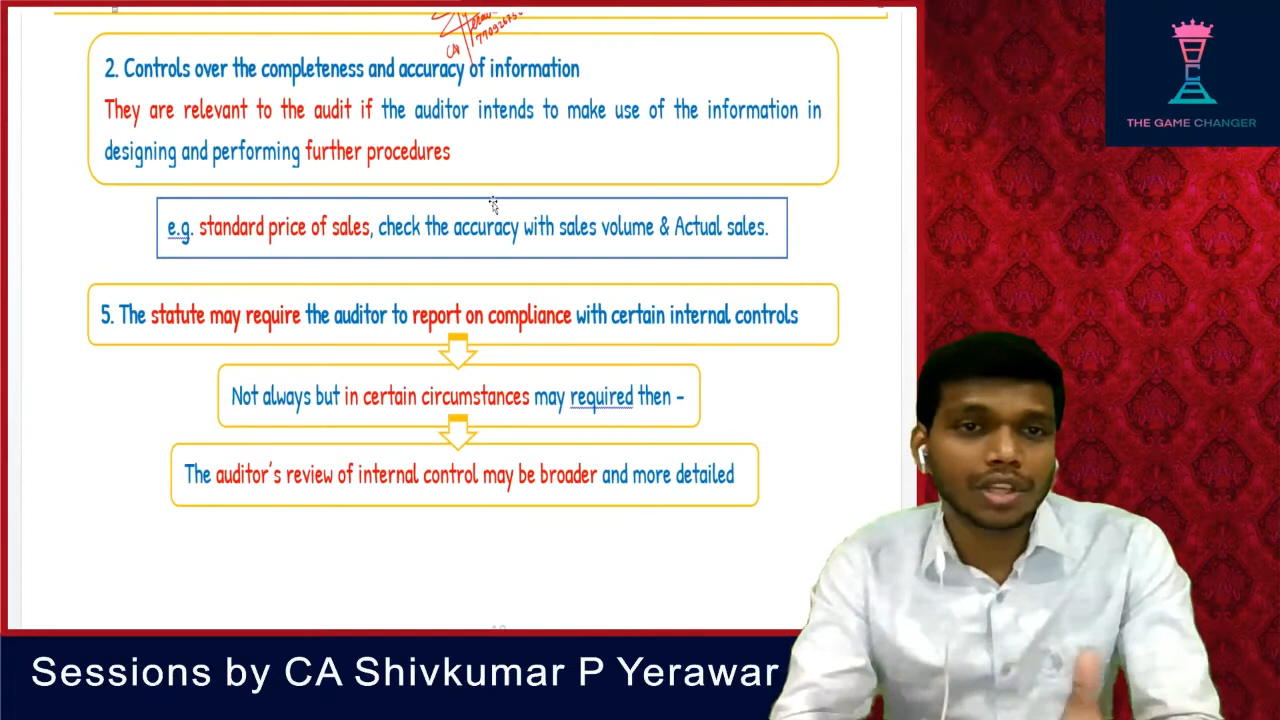 CA Yerawa
77092675
2. Controls over the completeness and accuracy of information
They are relevant to the audit if the auditor intends to make use of the information in
designing and performing further procedures
e.g. standard price of sales, check the accuracy with sales volume & Actual sales.
5. The statute may require the auditor to report on compliance with certain internal controls
Not always but in certain circumstances may required then -
The auditor's review of internal control may be broader and more detailed
THE GAME CHANGER
Sessions by CA Shivkumar P Yerawar